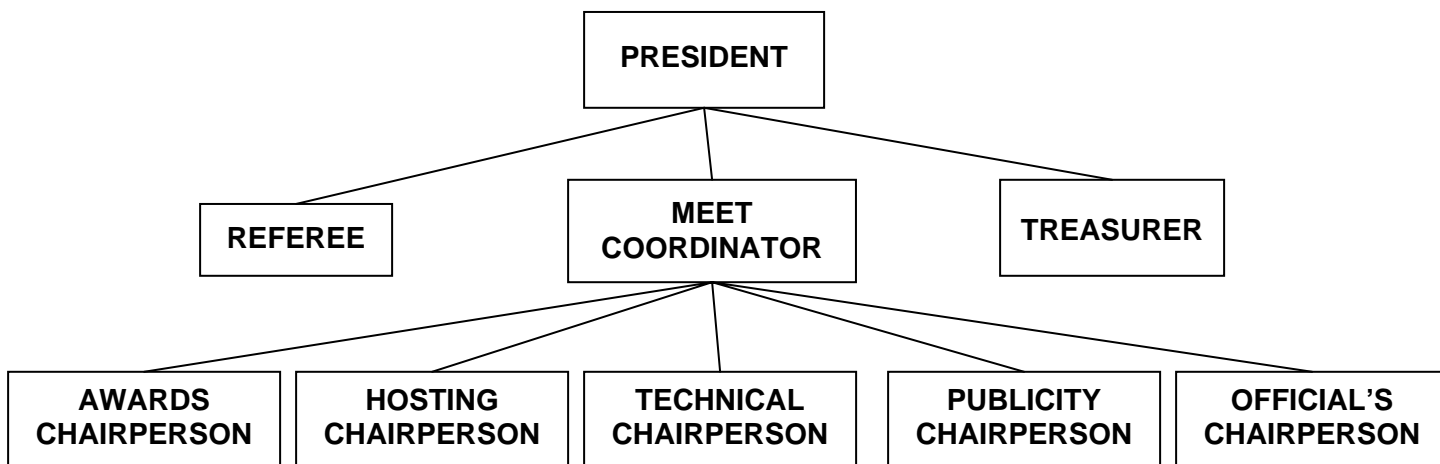 PRESIDENT
REFEREE
MEET
COORDINATOR
TREASURER
AWARDS
CHAIRPERSON
HOSTING
CHAIRPERSON
TECHNICAL
CHAIRPERSON
PUBLICITY
CHAIRPERSON
OFFICIAL’S
CHAIRPERSON